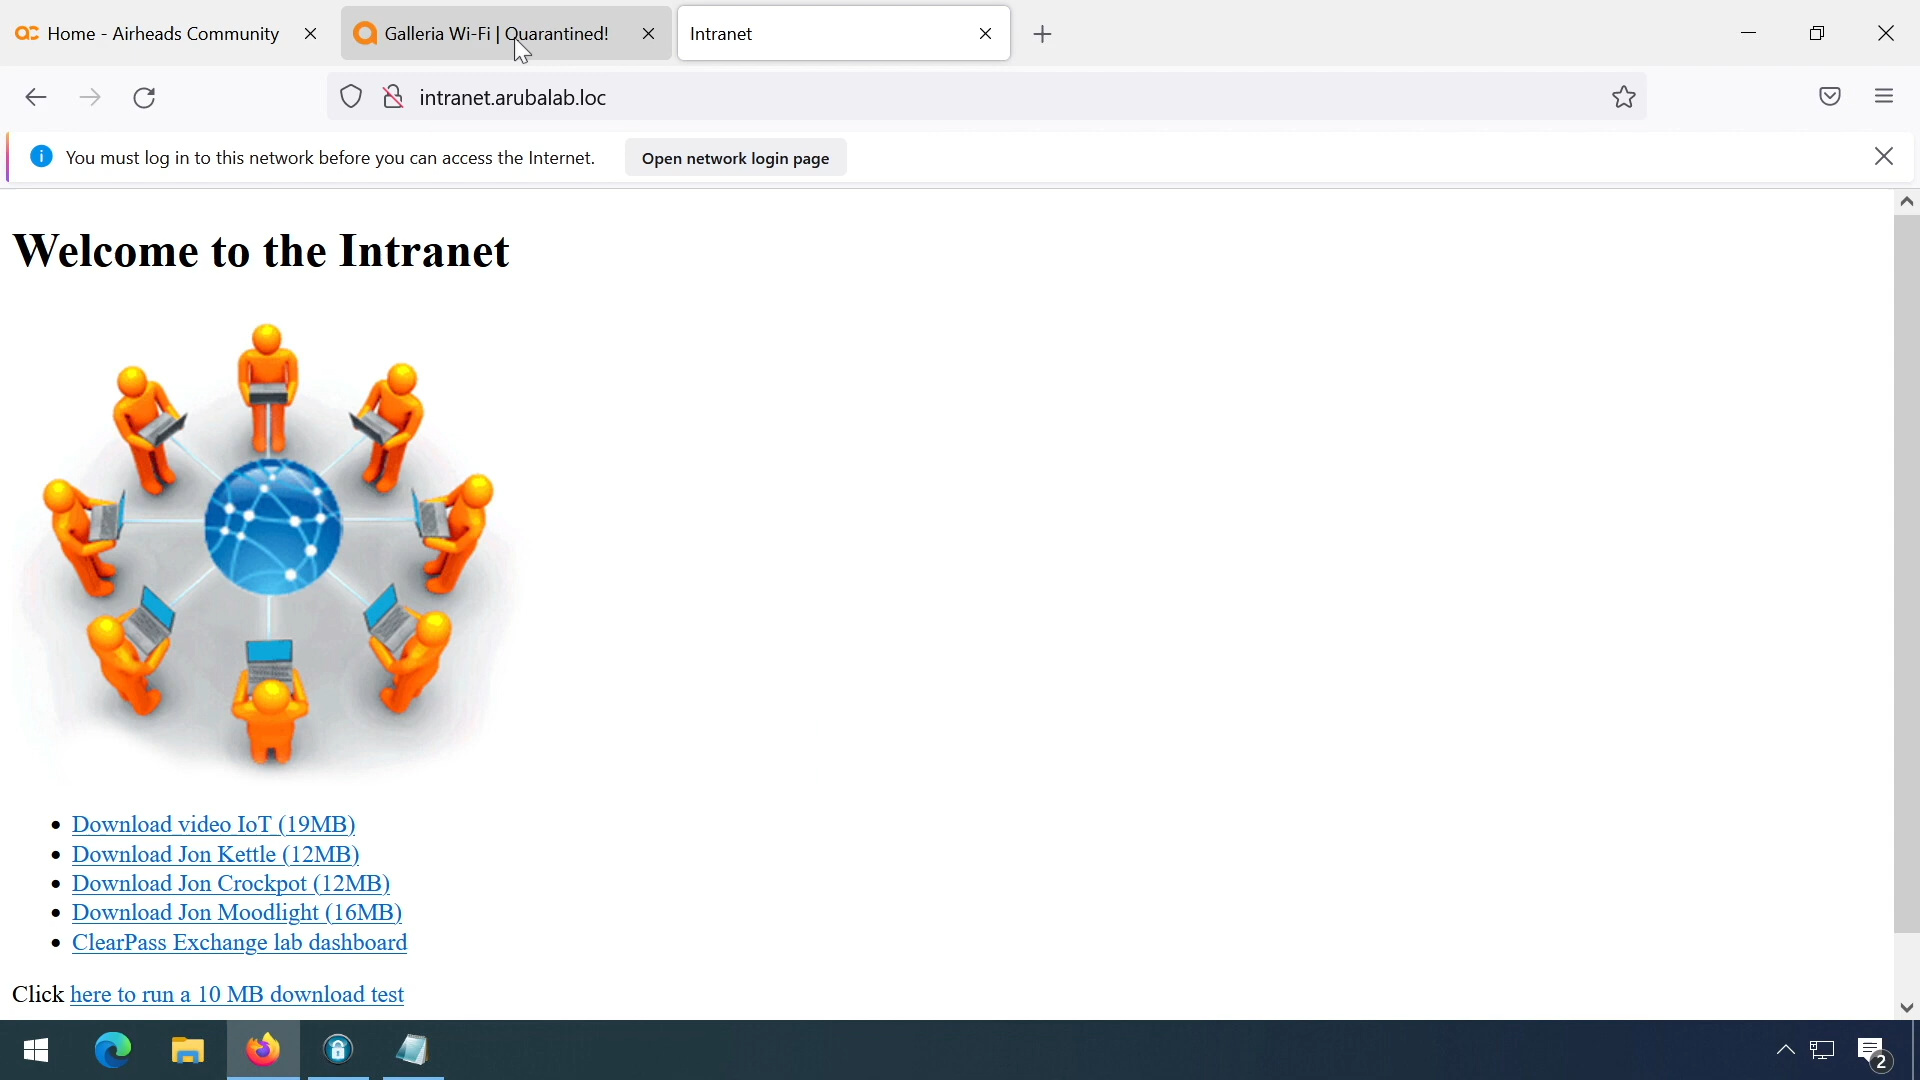 Home - Airheads Community
Galleria Wi-Fi | Quarantined!
Intranet
intranet.arubalab.loc
You must log in to this network before you can access the Internet.
Open network login page
Welcome to the Intranet
Download video IoT (19MB)
Download Jon Kettle (12MB)
Download Jon Crockpot (12MB)
Download Jon Moodlight (16MB)
ClearPass Exchange lab dashboard
Click here to run a 10 MB download test
2